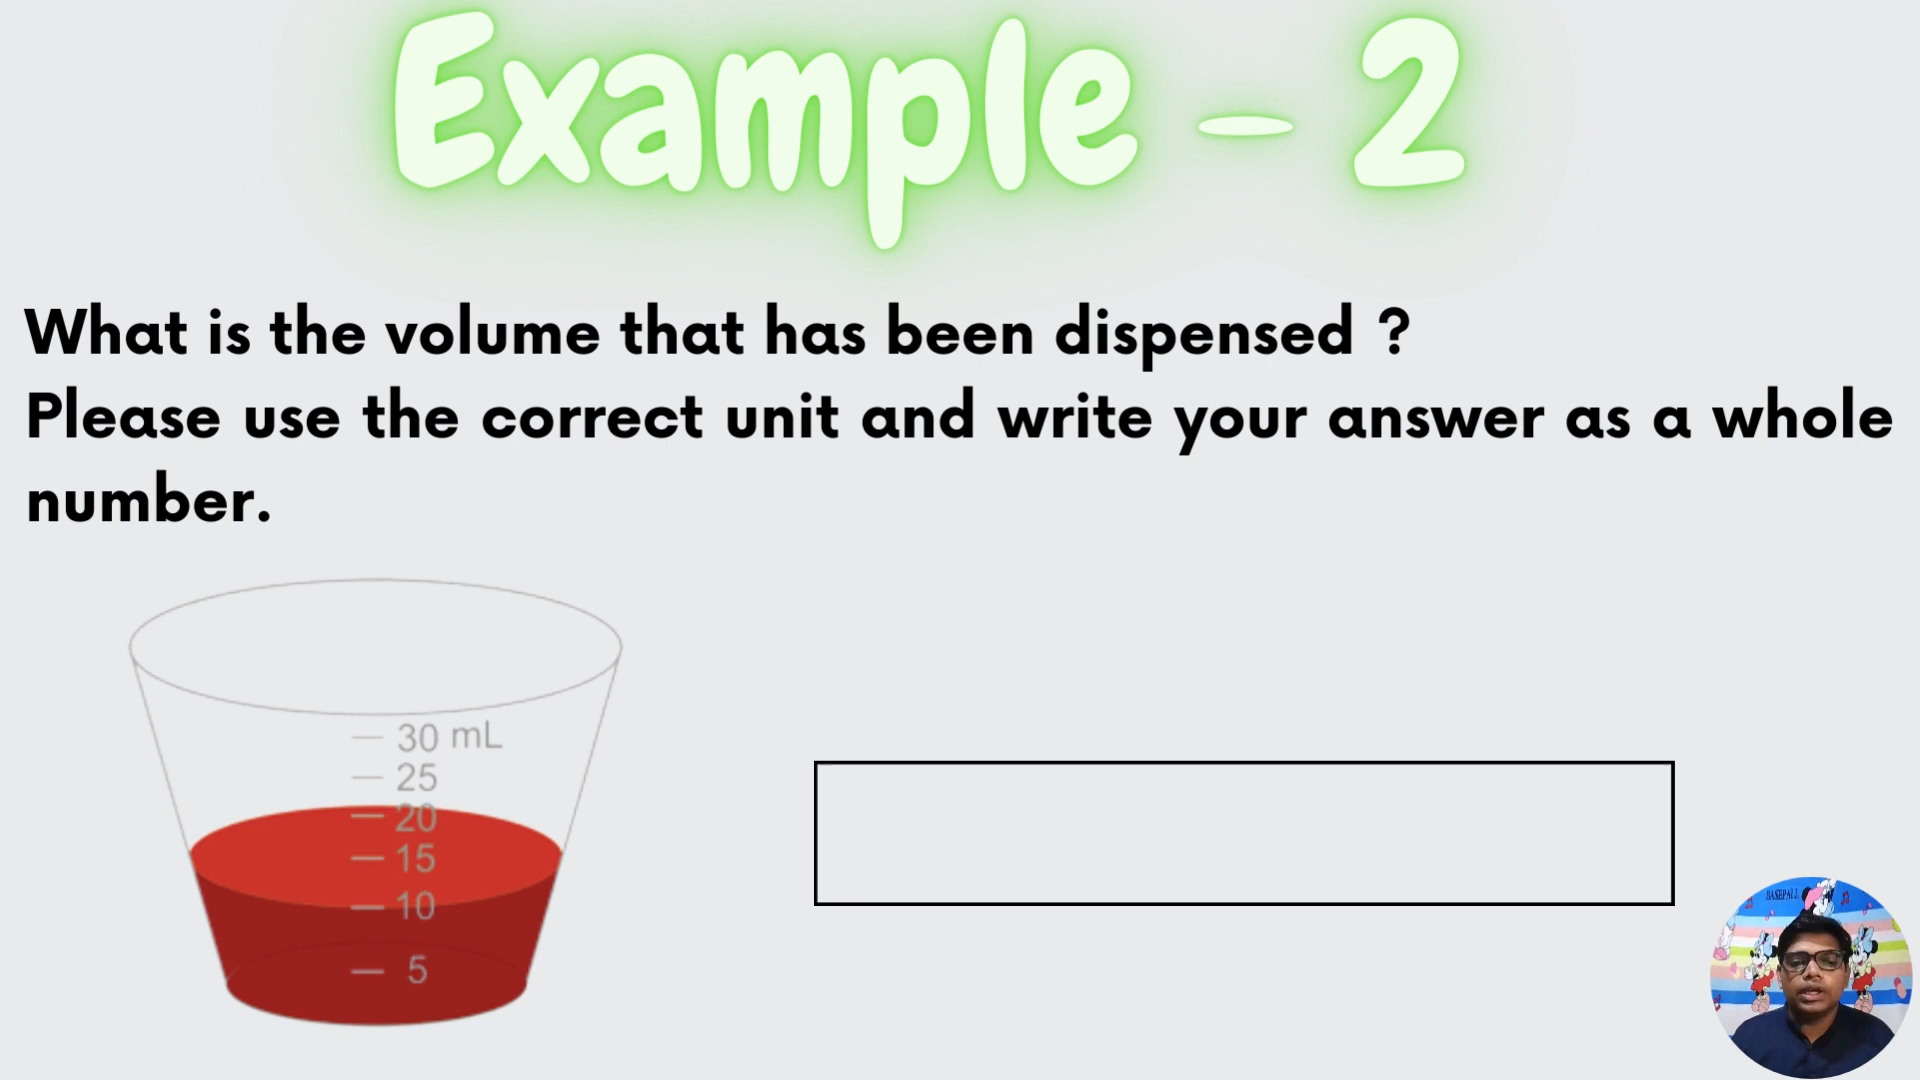 Example – 2
What is the volume that has been dispensed ?
Please use the correct unit and write your answer as a whole
number.
30 mL
25
20
15
10
5
BASEPALL